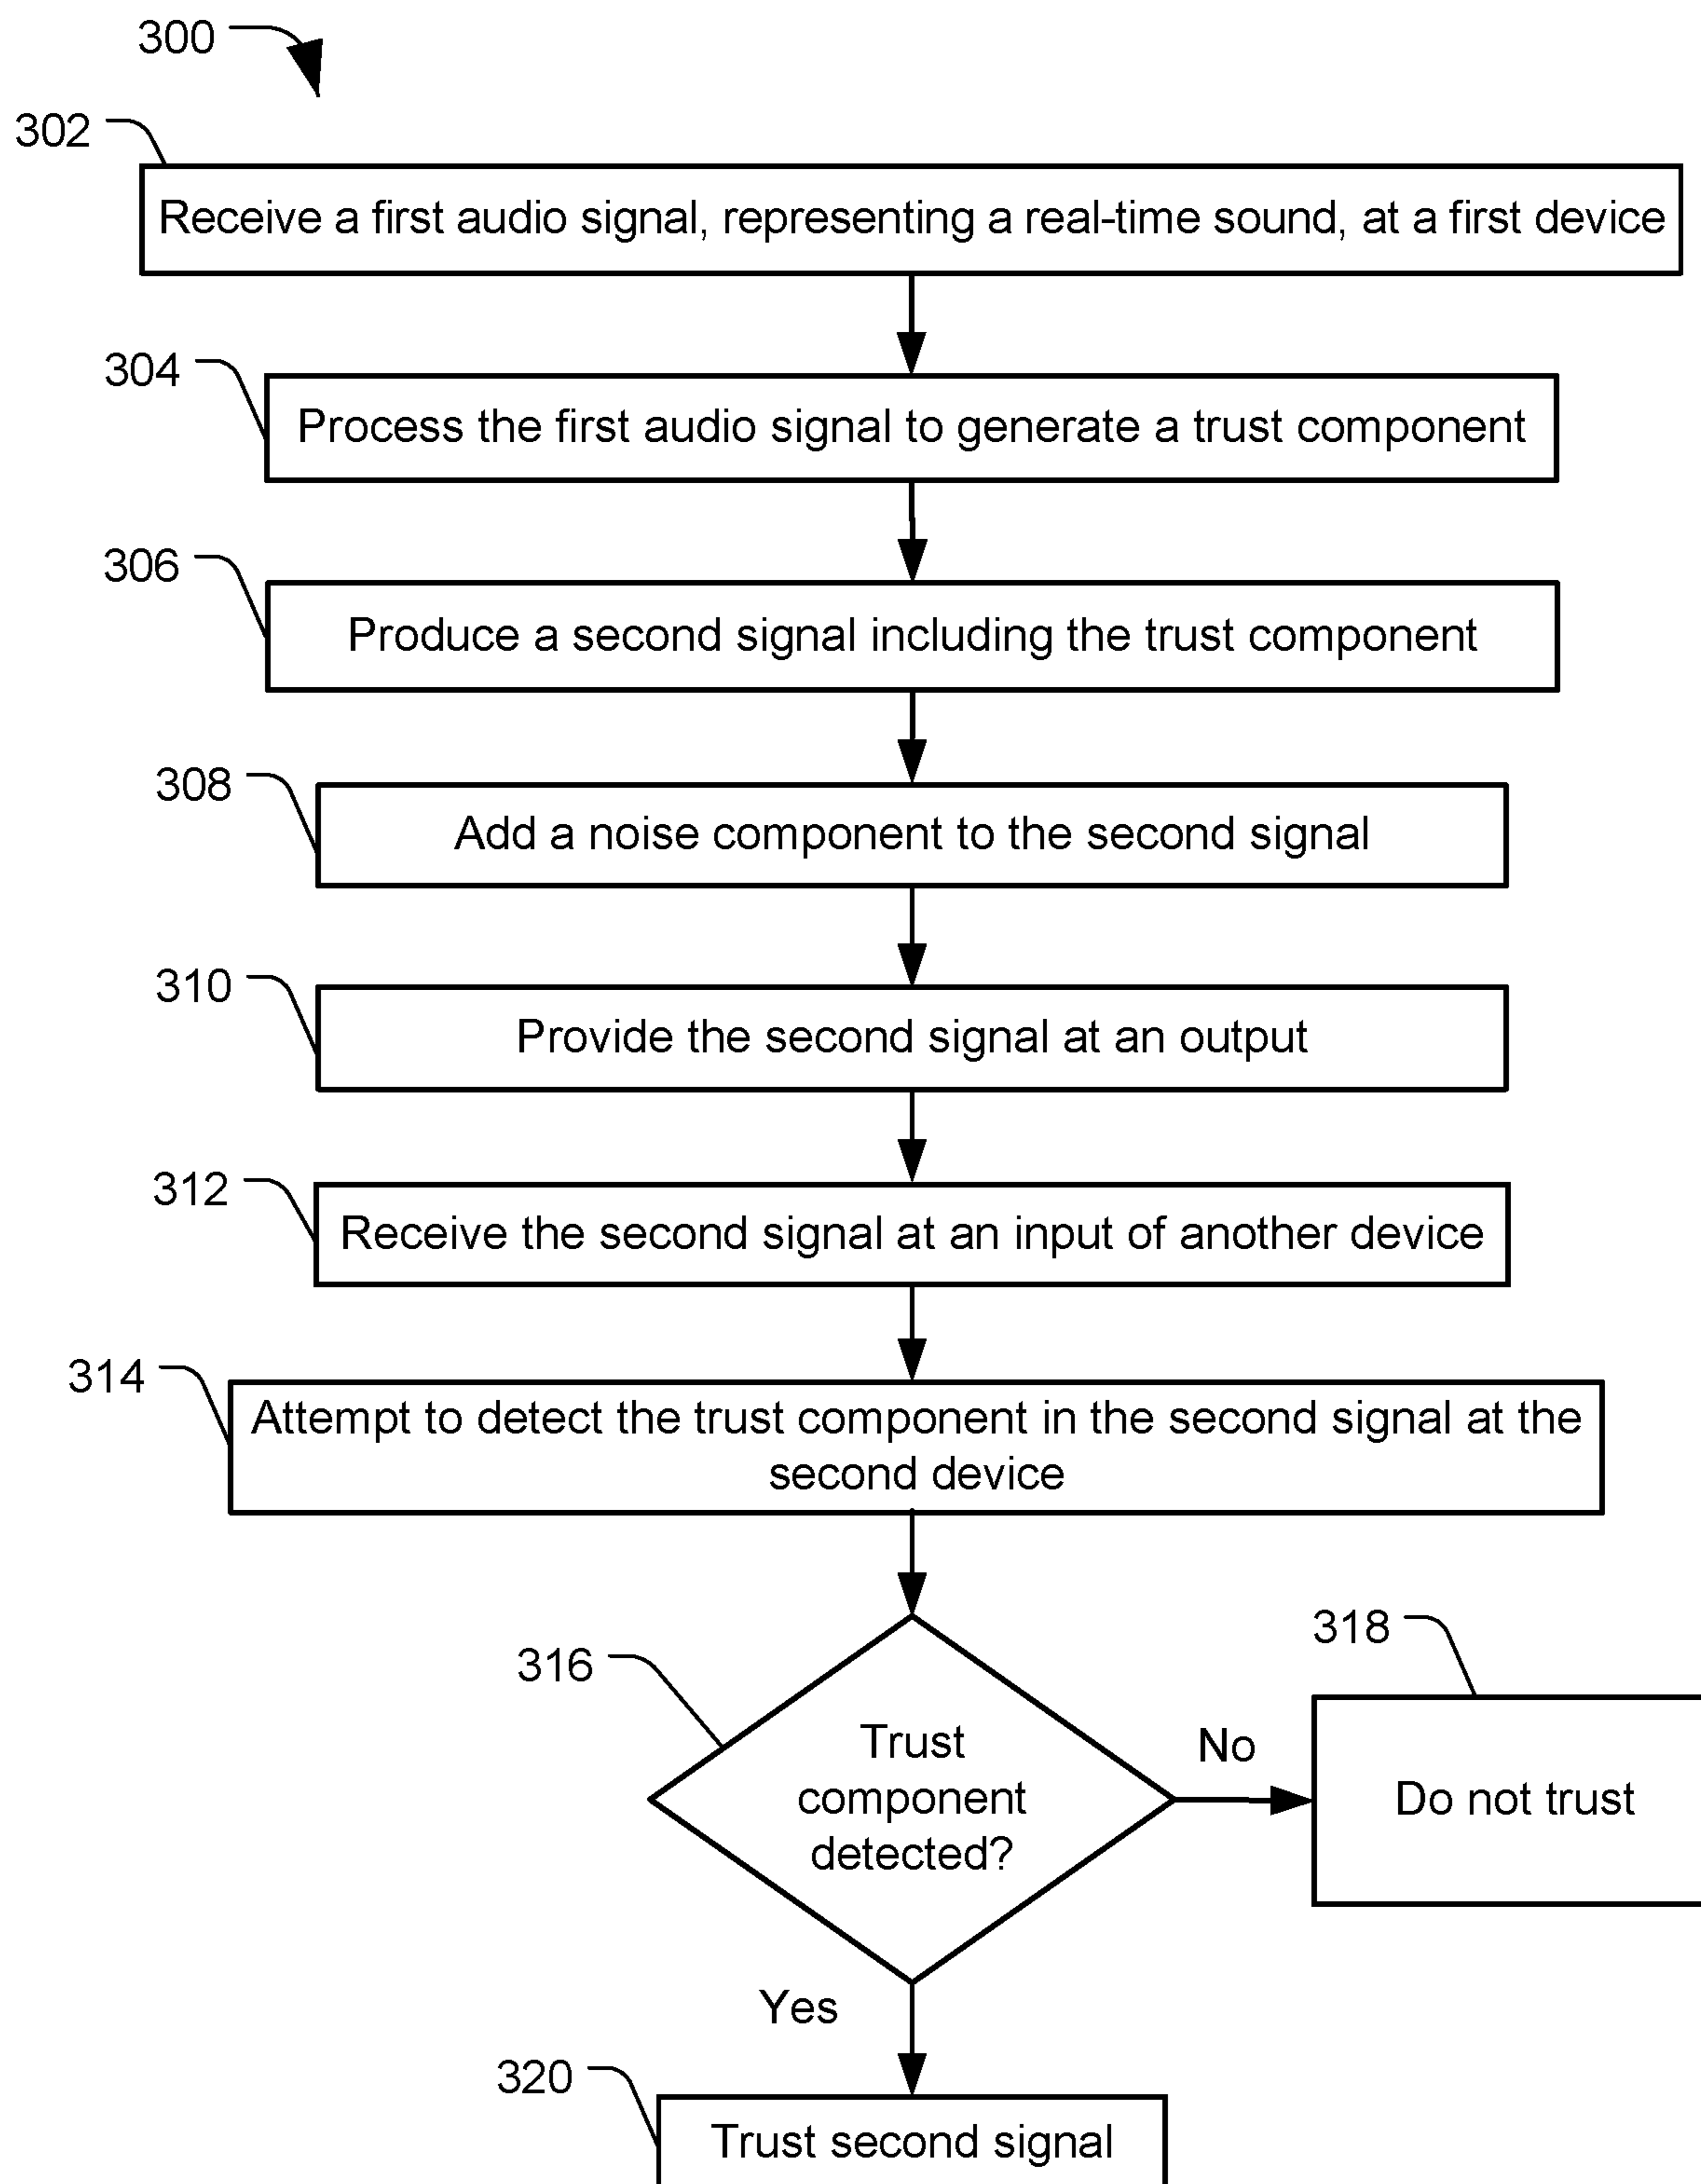 300
302
Receive a first audio signal, representing a real-time sound, at a first device
304
Process the first audio signal to generate a trust component
306
Produce a second signal including the trust component
308
Add a noise component to the second signal
310
Provide the second signal at an output
312
Receive the second signal at an input of another device
314
Attempt to detect the trust component in the second signal at the
second device
316
Trust
component
detected?
No
318
Do not trust
Yes
320
Trust second signal